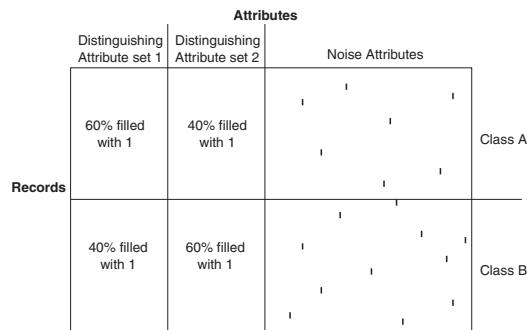 Attributes
Distinguishing
Attribute set 1
Distinguishing
Attribute set 2
Noise Attributes
60% filled
with 1
40% filled
with 1
Class A
Records
40% filled
with 1
60% filled
with 1
Class B